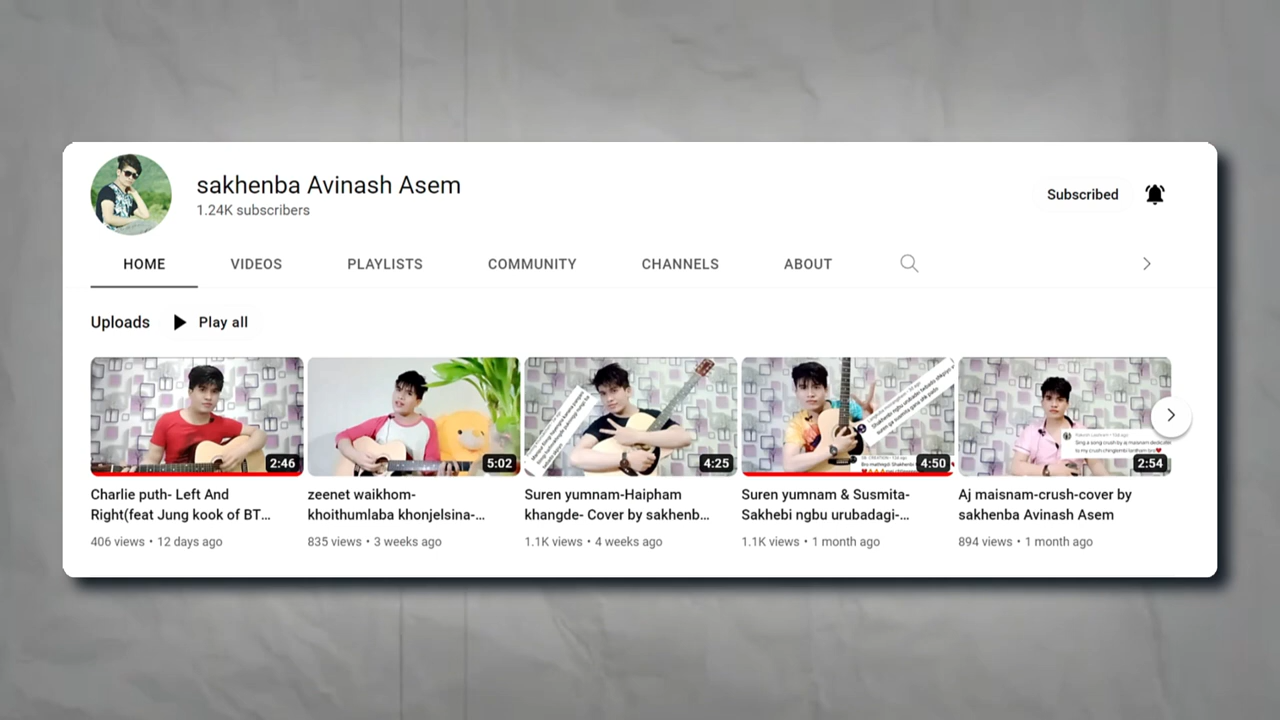 sakhenba Avinash Asem
1.24K subscribers
Subscribed
HOME VIDEOS PLAYLISTS COMMUNITY CHANNELS ABOUT
Uploads Play all
2:46 5:02 4:25 4:50 2:54
Charlie puth- Left And
Right(feat Jung kook of BT...
406 views • 12 days ago
zeenet waikhom-
khoithumlaba khonjelsina-...
835 views • 3 weeks ago
Suren yumnam-Haipham
khangde- Cover by sakhenb...
1.1K views • 4 weeks ago
Suren yumnam & Susmita-
Sakhebi ngbu urubadagi-...
1.1K views • 1 month ago
Aj maisnam-crush-cover by
sakhenba Avinash Asem
894 views • 1 month ago